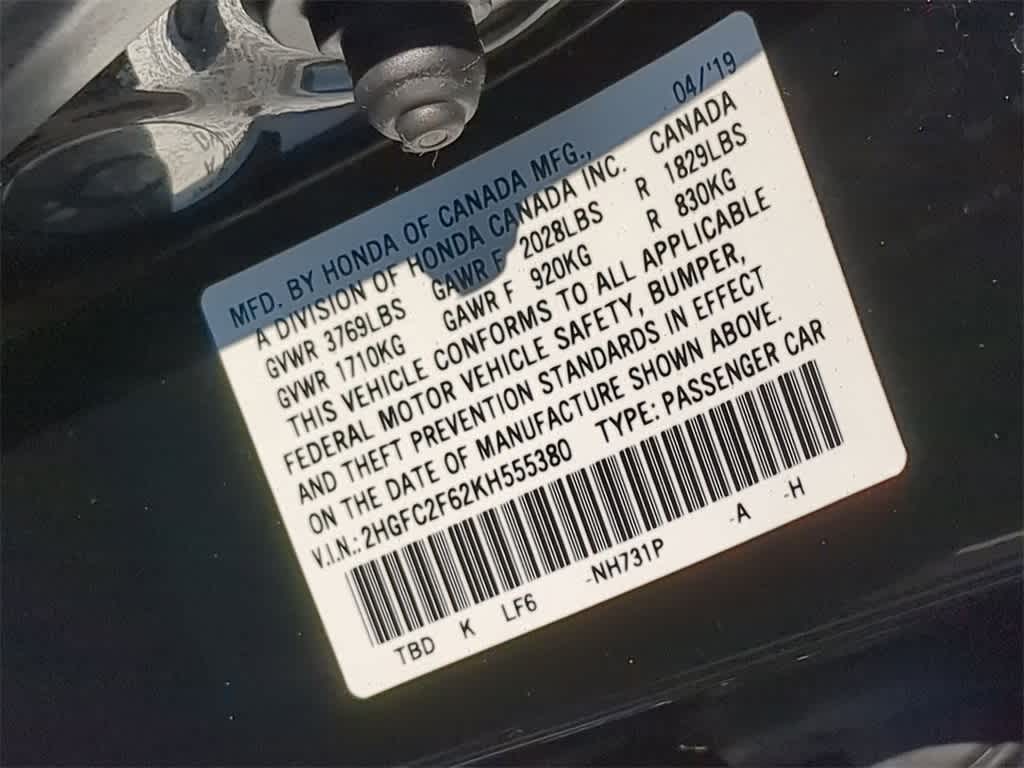 04/'19
MFD. BY HONDA OF CANADA MFG.,
A DIVISION OF HONDA CANADA INC. CANADA
GVWR 3769LBS GAWR F 2028LBS R 1829LBS
GVWR 1710KG GAWR F 920KG R 830KG
THIS VEHICLE CONFORMS TO ALL APPLICABLE
FEDERAL MOTOR VEHICLE SAFETY, BUMPER,
AND THEFT PREVENTION STANDARDS IN EFFECT
ON THE DATE OF MANUFACTURE SHOWN ABOVE.
V.I.N.: 2HGFC2F62KH555380 TYPE: PASSENGER CAR
TBD K LF6 -NH731P -A -H